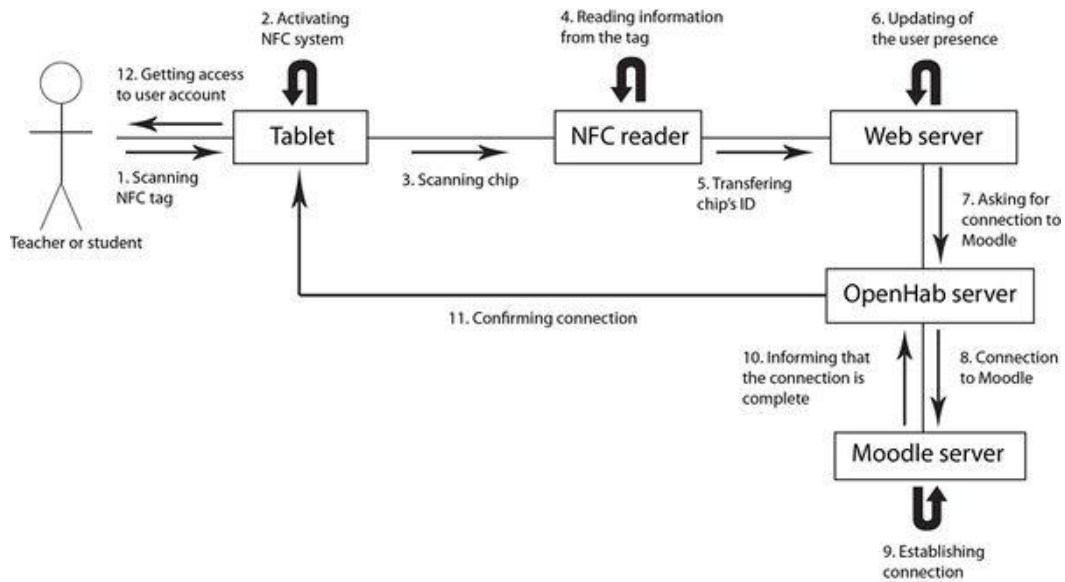 2. Activating
NFC system
4. Reading information
from the tag
6. Updating of
the user presence
12. Getting access
to user account
Tablet
NFC reader
Web server
1. Scanning
NFC tag
3. Scanning chip
5. Transfering
chip's ID
7. Asking for
connection to
Moodle
Teacher or student
OpenHab server
11. Confirming connection
10. Informing that
the connection is
complete
8. Connection
to Moodle
Moodle server
9. Establishing
connection